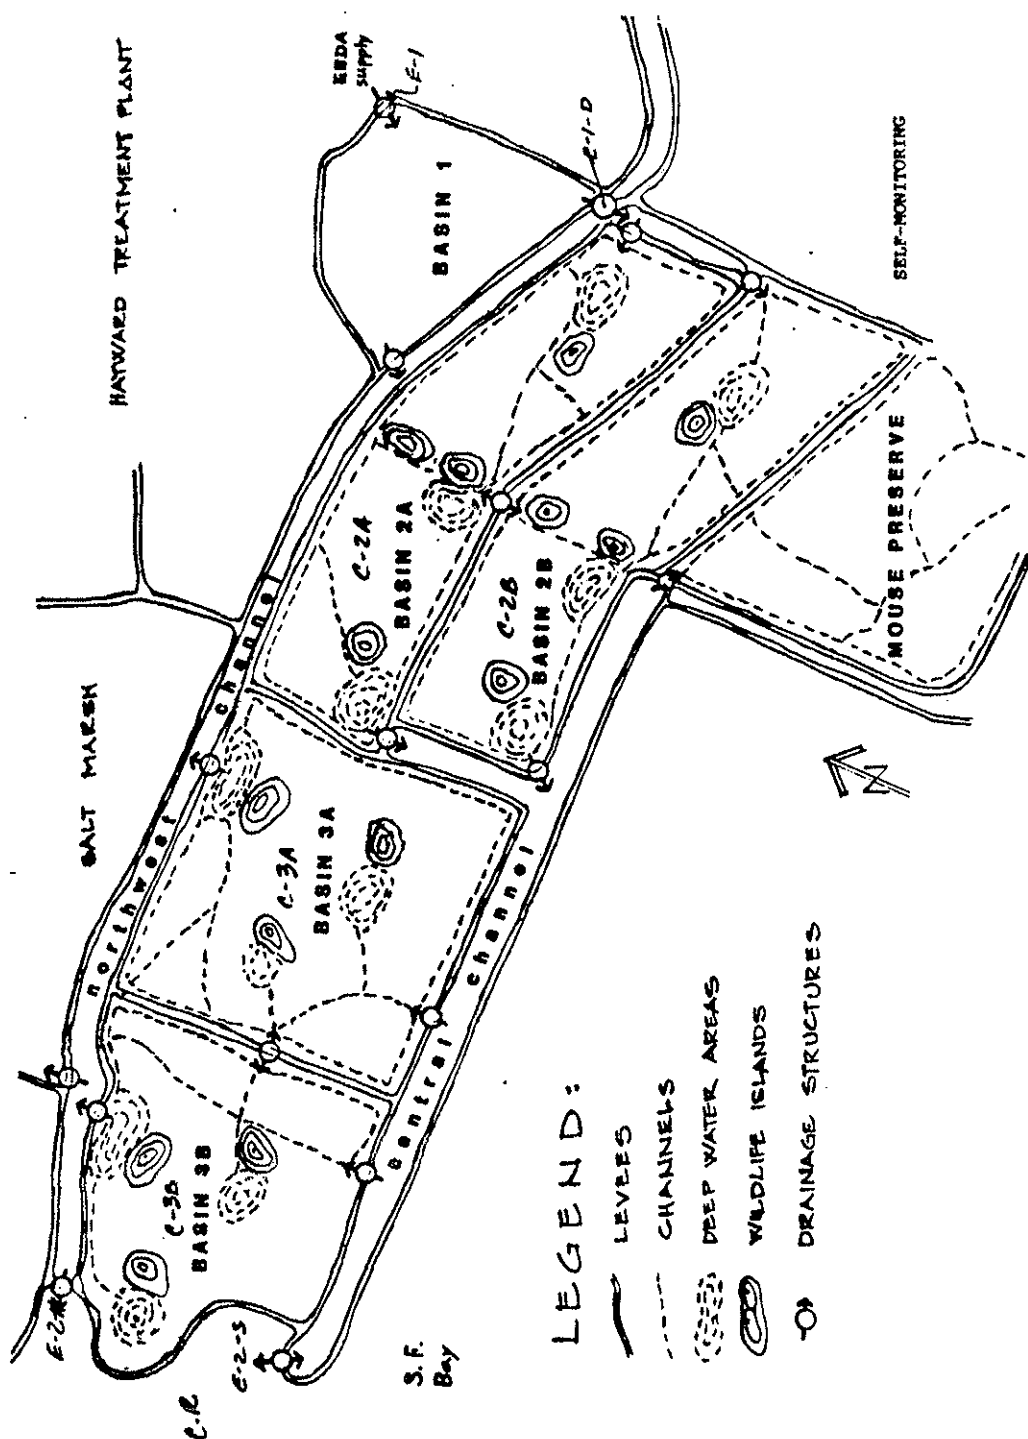 HAYWARD TREATMENT PLANT
EBDA
supply
E-1
BASIN 1
E-1-D
SELF-MONITORING
SALT MARSH
northwest channel
C-2A
BASIN 2A
C-2B
BASIN 2B
MOUSE PRESERVE
C-3A
BASIN 3A
central channel
C-3B
BASIN 3B
E-2-S
C-R
S.F.
Bay
N
LEGEND:
LEVEES
CHANNELS
DEEP WATER AREAS
WILDLIFE ISLANDS
DRAINAGE STRUCTURES